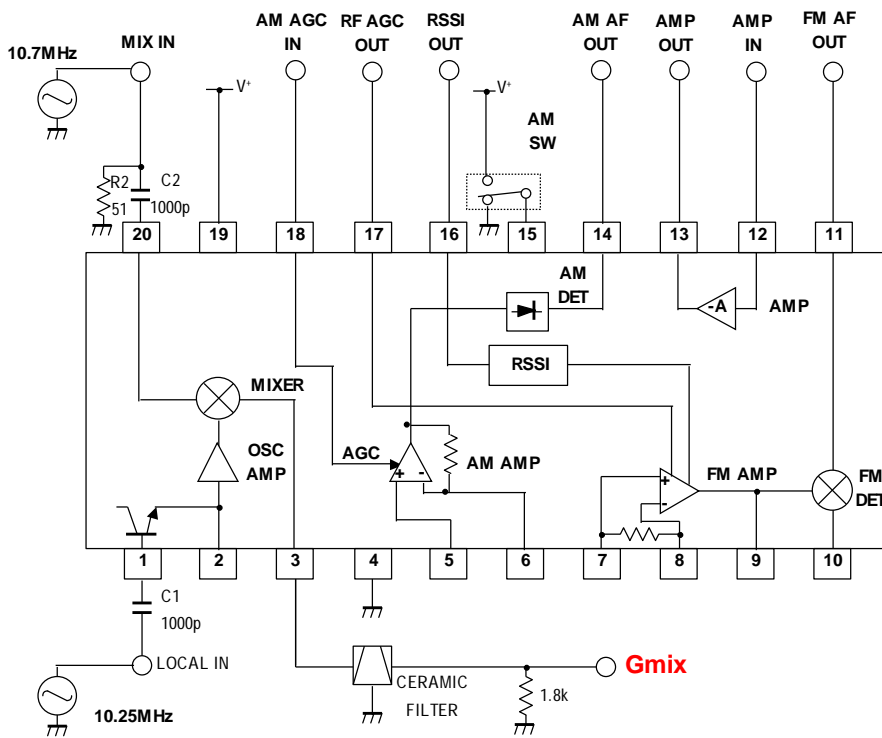 AM AGC IN
RF AGC OUT
RSSI OUT
AM AF OUT
AMP OUT
AMP IN
FM AF OUT
10.7MHz
MIX IN
V+
V+
AM SW
R2
51
C2
1000p
20
19
18
17
16
15
14
13
12
11
AM DET
-A
AMP
RSSI
MIXER
OSC AMP
AGC
+
-
AM AMP
+
-
FM AMP
FM DET
1
2
3
4
5
6
7
8
9
10
C1
1000p
LOCAL IN
10.25MHz
CERAMIC FILTER
1.8k
Gmix